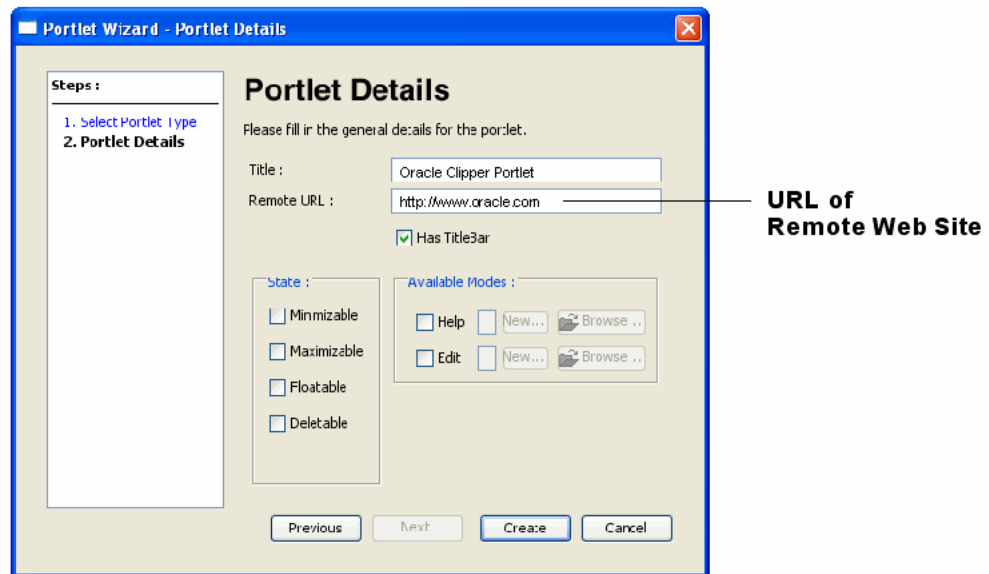 Portlet Wizard - Portlet Details
Steps :
1. Select Portlet Type
2. Portlet Details
Portlet Details
Please fill in the general details for the portlet.
Title :
Oracle Clipper Portlet
Remote URL :
http://www.oracle.com
URL of
Remote Web Site
Has TitleBar
State :
Minmizable
Maximizable
Floatable
Deletable
Available Modes :
Help New... Browse ..
Edit New... Browse ..
Previous Next Create Cancel